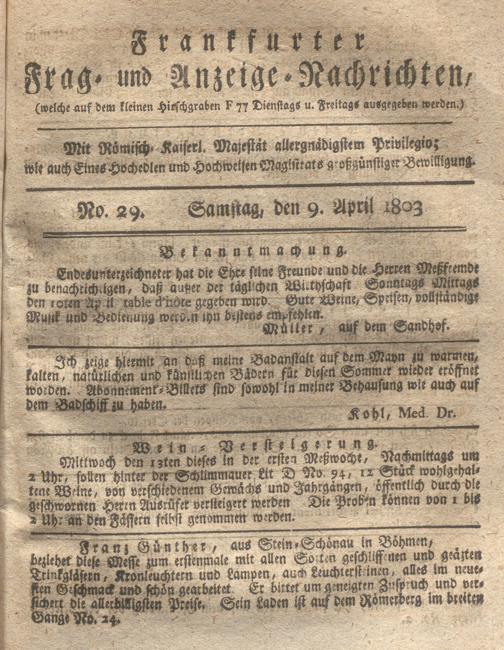 Frankfurter
Frag- und Anzeige-Nachrichten,
(welche auf dem kleinen Hirschgraben F 77 Dienstags u. Freitags ausgegeben werden.)
Mit Römisch-Kaiserl. Majestät allergnädigstem Privilegio;
wie auch Eines Hochedlen und Hochweisen Magistrats großgünstiger Bewilligung.
No. 29. Samstag, den 9. April 1803
Bekanntmachung.
Endesunterzeichneter hat die Ehre seine Freunde und die Herren Meßfremde
zu benachrichtigen, daß außer der täglichen Wirthschaft Sonntags Mittags
den 10ten April table d'hôte gegeben wird. Gute Weine, Speisen, vollständige
Musik und Bedienung werden ihn bestens empfehlen.
Müller, auf dem Sandhof.
Ich zeige hiermit an daß meine Badanstalt auf dem Mayn zu warmen,
kalten, natürlichen und künstlichen Bädern für diesen Sommer wieder eröffnet
worden. Abonnement-Billets sind sowohl in meiner Behausung wie auch auf
dem Badschiff zu haben.
Kohl, Med. Dr.
Wein-Versteigerung.
Mittwoch den 13ten dieses in der ersten Meßwoche, Nachmittags um
2 Uhr, sollen hinter der Schlimmauer Lit D No. 94, 12 Stück wohlgehal-
tene Weine, von verschiedenem Gewächs und Jahrgängen, öffentlich durch die
geschwornen Herrn Ausrüfer versteigert werden Die Proben können von 1 bis
2 Uhr an den Fässern selbst genommen werden.
Franz Günther, aus Stein-Schönau in Böhmen,
beziehet diese Messe zum erstenmale mit allen Sorten geschliffenen und geäzten
Trinkgläsern, Kronleuchtern und Lampen, auch Leuchtersteinen, alles im neue-
sten Geschmack und schön gearbeitet. Er bittet um geneigten Zuspruch und ver-
sichert die allerbilligsten Preise. Sein Laden ist auf dem Römerberg im breiten
Gange No. 24.